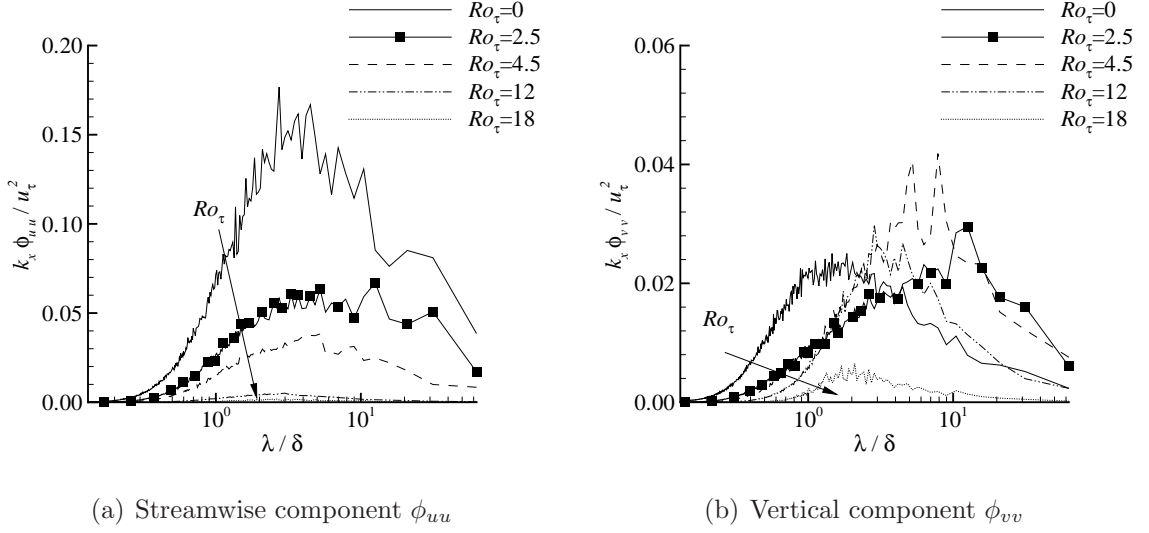 Ro_τ=0
Ro_τ=2.5
Ro_τ=4.5
Ro_τ=12
Ro_τ=18
0.20
0.15
0.10
0.05
0.00
k_x ϕ_uu / u_τ^2
Ro_τ
10^0
10^1
λ / δ
(a) Streamwise component ϕ_uu
Ro_τ=0
Ro_τ=2.5
Ro_τ=4.5
Ro_τ=12
Ro_τ=18
0.06
0.04
0.02
0.00
k_x ϕ_vv / u_τ^2
Ro_τ
10^0
10^1
λ / δ
(b) Vertical component ϕ_vv